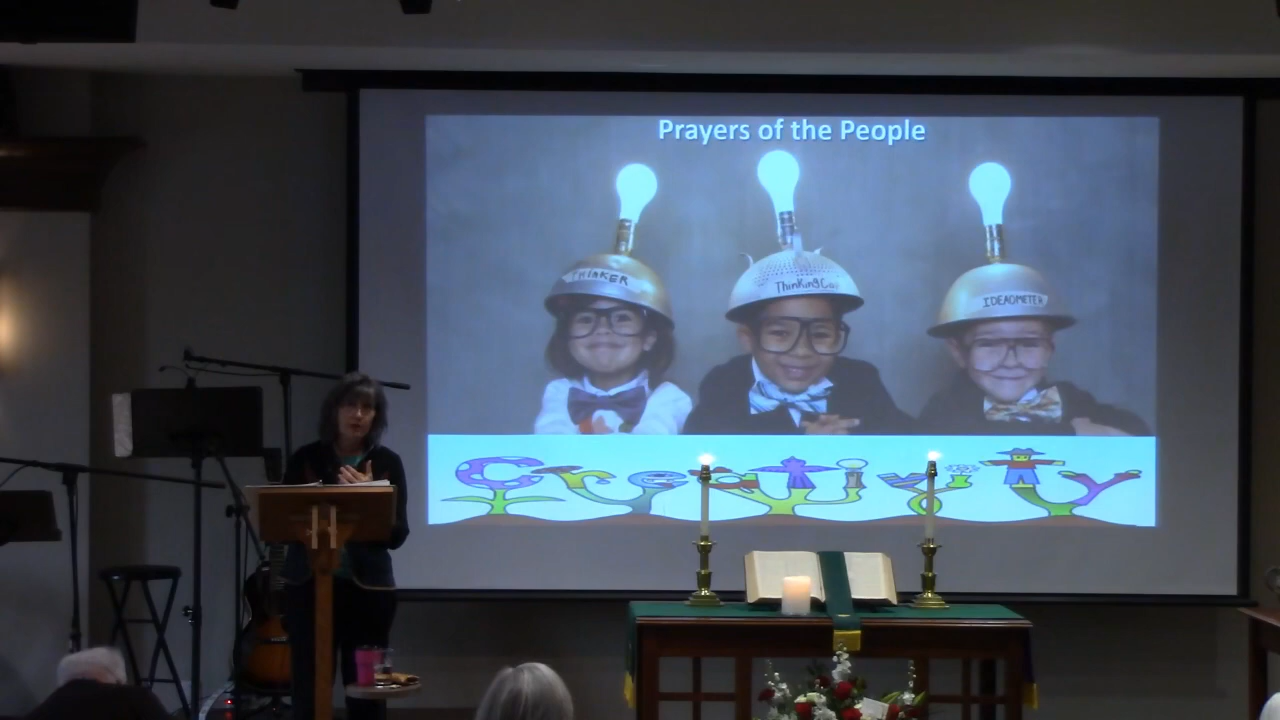 Prayers of the People
THINKER
Thinking Cap
IDEAOMETER
Creativity